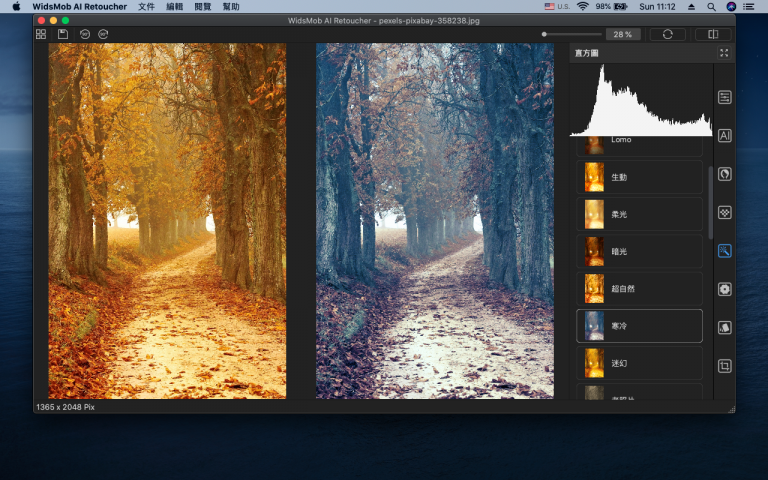 WidsMob AI Retoucher 文件 編輯 閱覽 幫助 U.S. 98% Sun 11:12
WidsMob AI Retoucher - pexels-pixabay-358238.jpg
28 %
直方圖
AI
Lomo
生動
柔光
暗光
超自然
寒冷
迷幻
1365 x 2048 Pix